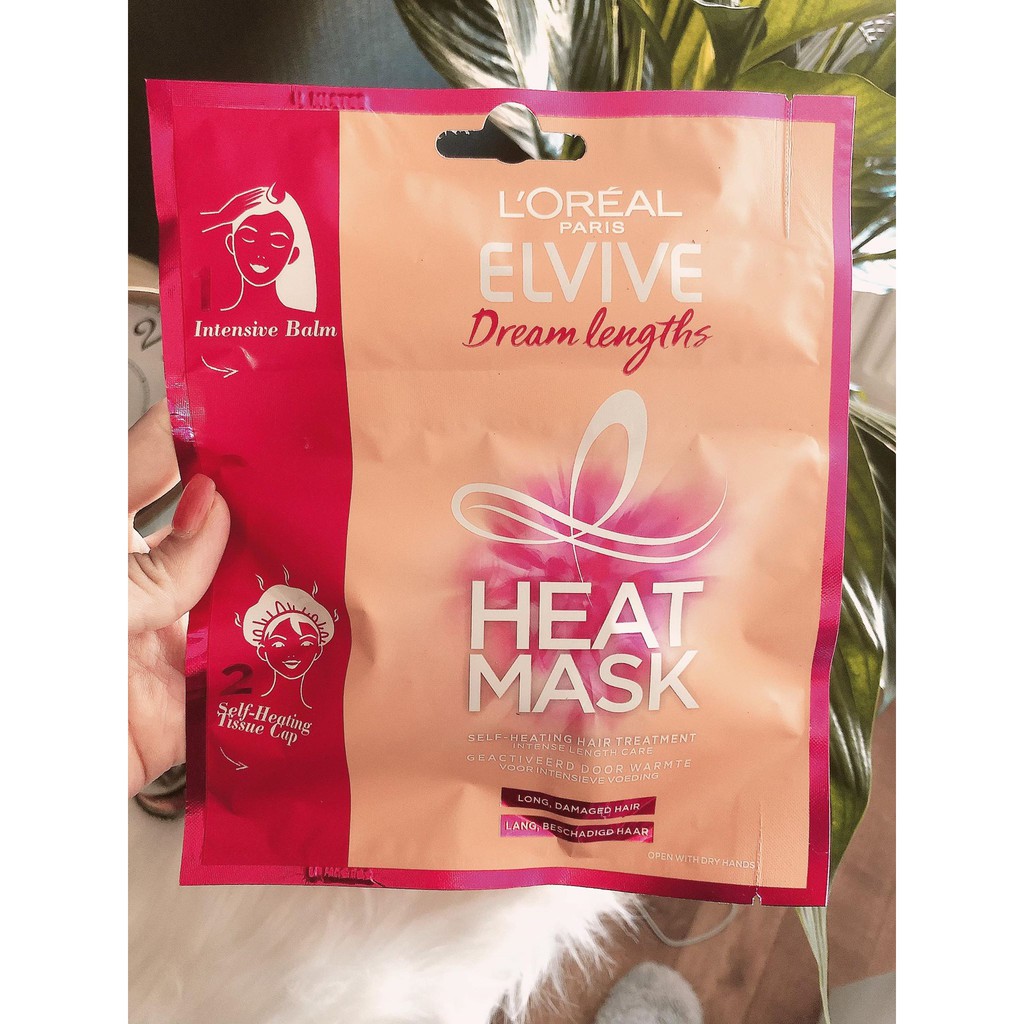 L'ORÉAL
PARIS
ELVIVE
Dream lengths
1
Intensive Balm
2
Self-Heating
Tissue Cap
HEAT
MASK
SELF-HEATING HAIR TREATMENT
INTENSE LENGTH CARE
GEACTIVEERD DOOR WARMTE
VOOR INTENSIEVE VOEDING
LONG, DAMAGED HAIR
LANG, BESCHADIGD HAAR
OPEN WITH DRY HANDS
2